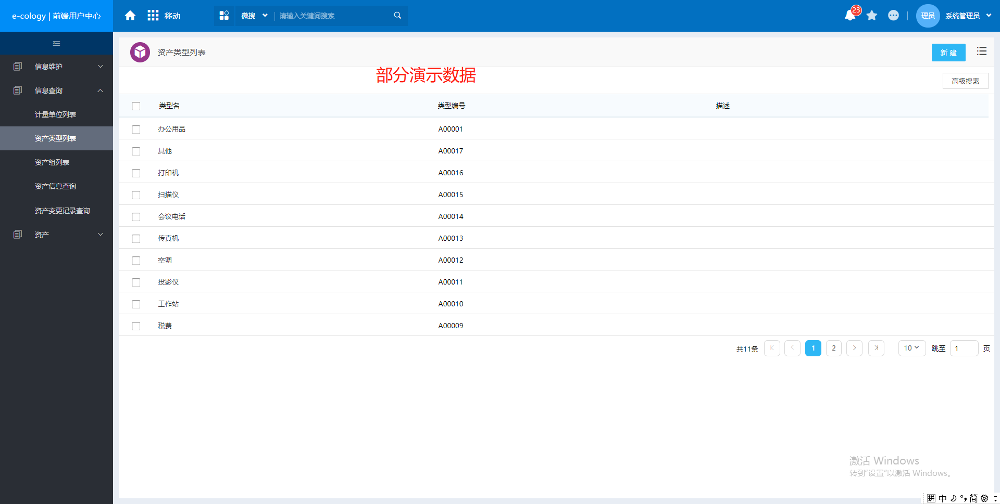 e-cology | 前端用户中心
移动
微搜
请输入关键词搜索
23
理员
系统管理员
信息维护
信息查询
计量单位列表
资产类型列表
资产组列表
资产信息查询
资产变更记录查询
资产
资产类型列表
新 建
部分演示数据
高级搜索
类型名 类型编号 描述
办公用品 A00001
其他 A00017
打印机 A00016
扫描仪 A00015
会议电话 A00014
传真机 A00013
空调 A00012
投影仪 A00011
工作站 A00010
税费 A00009
共11条 1 2 10 跳至 1 页
激活 Windows
转到"设置"以激活 Windows。
拼 中 简